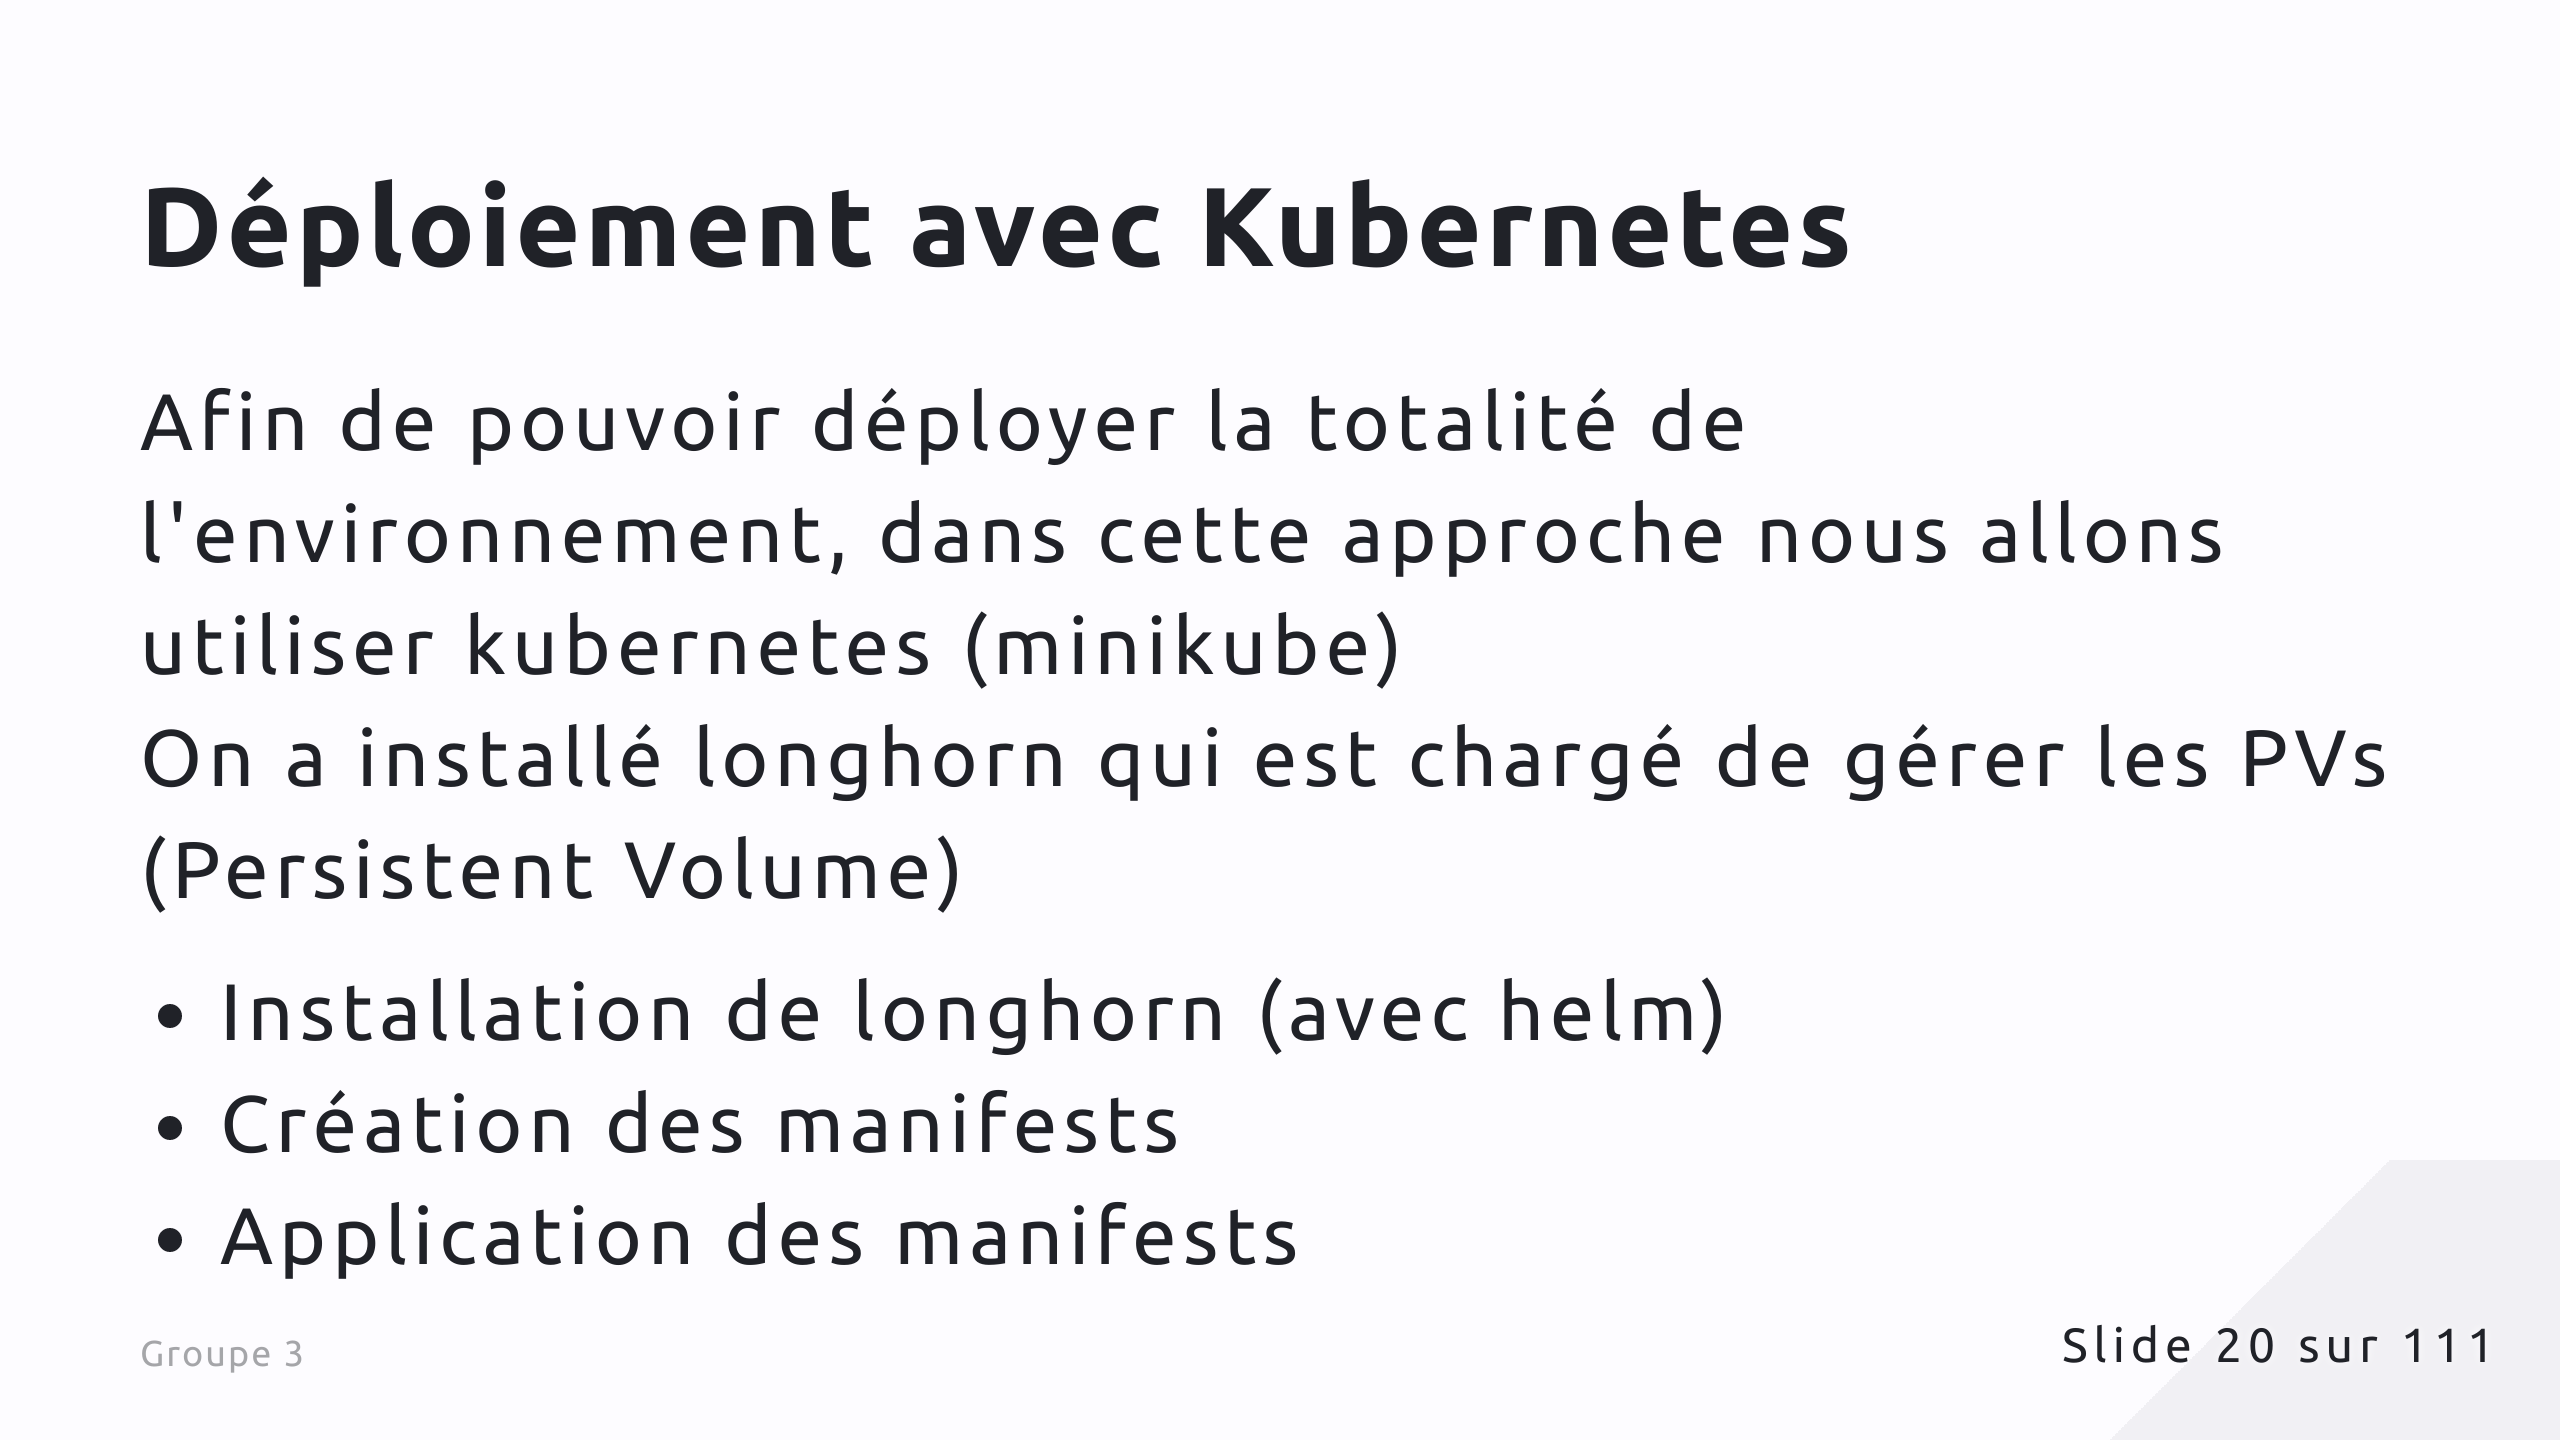 Déploiement avec Kubernetes
Afin de pouvoir déployer la totalité de
l'environnement, dans cette approche nous allons
utiliser kubernetes (minikube)
On a installé longhorn qui est chargé de gérer les PVs
(Persistent Volume)
• Installation de longhorn (avec helm)
• Création des manifests
• Application des manifests
Groupe 3
Slide 20 sur 111